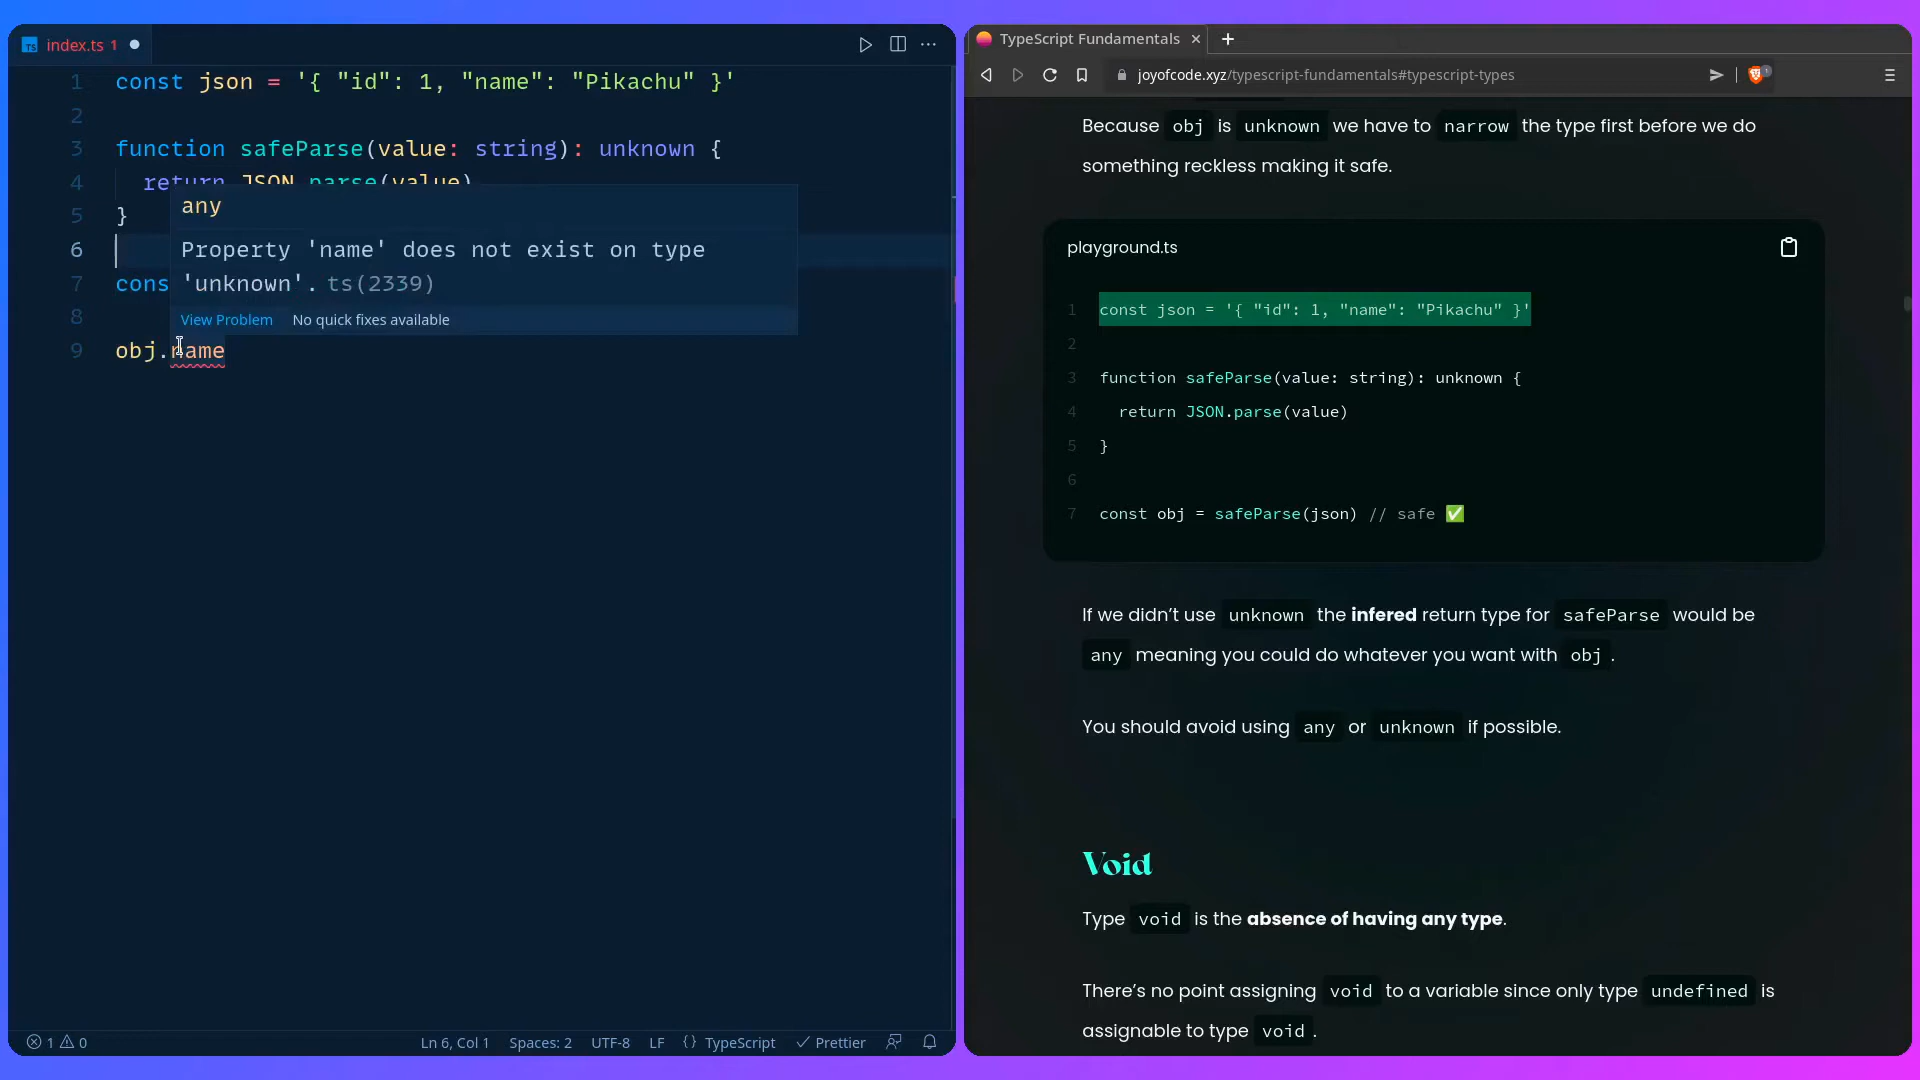 TS index.ts 1
1 const json = '{ "id": 1, "name": "Pikachu" }'
2
3 function safeParse(value: string): unknown {
4 return JSON.parse(value)
5 }
6
7 cons
8
9 obj.name
any
Property 'name' does not exist on type
'unknown'. ts(2339)
View Problem No quick fixes available
1 0 Ln 6, Col 1 Spaces: 2 UTF-8 LF {} TypeScript Prettier
TypeScript Fundamentals
joyofcode.xyz/typescript-fundamentals#typescript-types
1
Because obj is unknown we have to narrow the type first before we do
something reckless making it safe.
playground.ts
1 const json = '{ "id": 1, "name": "Pikachu" }'
2
3 function safeParse(value: string): unknown {
4 return JSON.parse(value)
5 }
6
7 const obj = safeParse(json) // safe ✅
If we didn’t use unknown the infered return type for safeParse would be
any meaning you could do whatever you want with obj .
You should avoid using any or unknown if possible.
Void
Type void is the absence of having any type.
There’s no point assigning void to a variable since only type undefined is
assignable to type void .